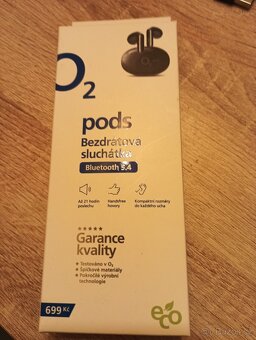 O2
O2
pods
Bezdrátová
sluchátka
Bluetooth 5.4
Až 21 hodin
poslechu
Handsfree
hovory
Kompaktní rozměry
do každého ucha
Garance
kvality
Testováno v O2
Špičkové materiály
Pokročilé výrobní
technologie
699 Kč
eco